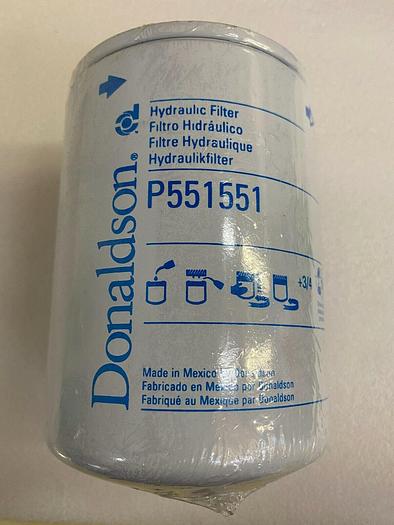 Donaldson®
Hydraulic Filter
Filtro Hidráulico
Filtre Hydraulique
Hydraulikfilter
P551551
+3/4
Made in Mexico by Donaldson
Fabricado en Mexico por Donaldson
Fabriqué au Mexique par Donaldson